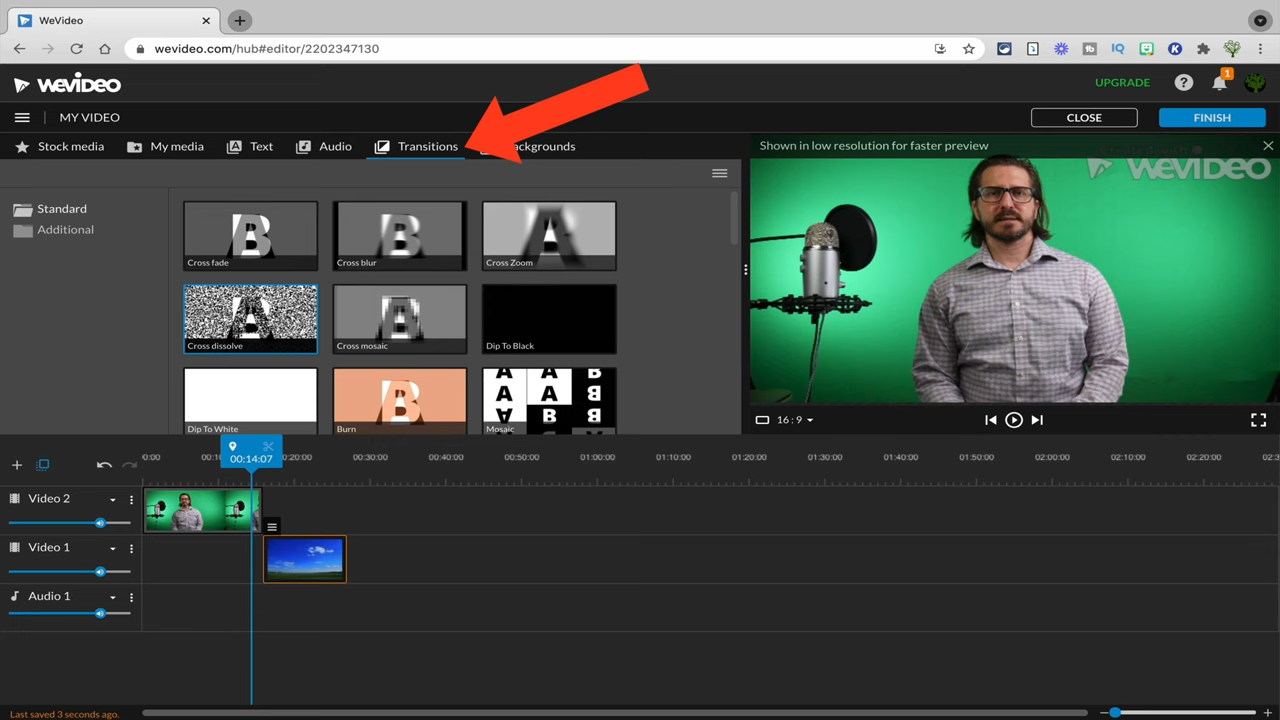 WeVideo
wevideo.com/hub#editor/2202347130
IQ
WEVIDEO
UPGRADE
1
MY VIDEO
CLOSE
FINISH
Stock media
My media
Text
Audio
Transitions
ackgrounds
Shown in low resolution for faster preview
WEVIDEO
Standard
Additional
Cross fade
Cross blur
Cross Zoom
Cross dissolve
Cross mosaic
Dip To Black
Dip To White
Burn
Mosaic
16:9
00:14:07
00:30:00
00:40:00
00:50:00
01:00:00
01:10:00
01:20:00
01:30:00
01:40:00
01:50:00
02:00:00
02:10:00
02:20:00
Video 2
Video 1
Audio 1
Last saved 3 seconds ago.